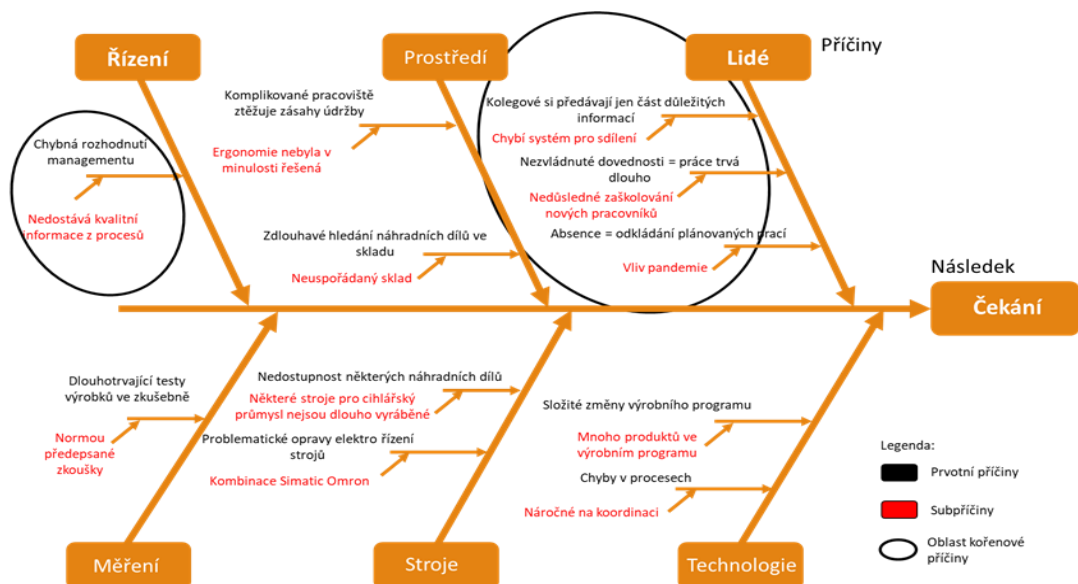 Řízení
Prostředí
Lidé
Příčiny
Komplikované pracoviště
ztěžuje zásahy údržby
Ergonomie nebyla v
minulosti řešená
Kolegové si předávají jen část důležitých
informací
Chybí systém pro sdílení
Chybná rozhodnutí
managementu
Nedostává kvalitní
informace z procesů
Nezvládnuté dovednosti = práce trvá
dlouho
Nedůsledné zaškolování
nových pracovníků
Zdlouhavé hledání náhradních dílů ve
skladu
Neuspořádaný sklad
Absence = odkládání plánovaných prací
Vliv pandemie
Následek
Čekání
Dlouhotrvající testy
výrobků ve zkušebně
Normou
předepsané
zkoušky
Nedostupnost některých náhradních dílů
Některé stroje pro cihlářský
průmysl nejsou dlouho vyráběné
Problematické opravy elektro řízení
strojů
Kombinace Simatic Omron
Složité změny výrobního programu
Mnoho produktů ve
výrobním programu
Chyby v procesech
Náročné na koordinaci
Legenda:
Prvotní příčiny
Subpříčiny
Oblast kořenové
příčiny
Měření
Stroje
Technologie